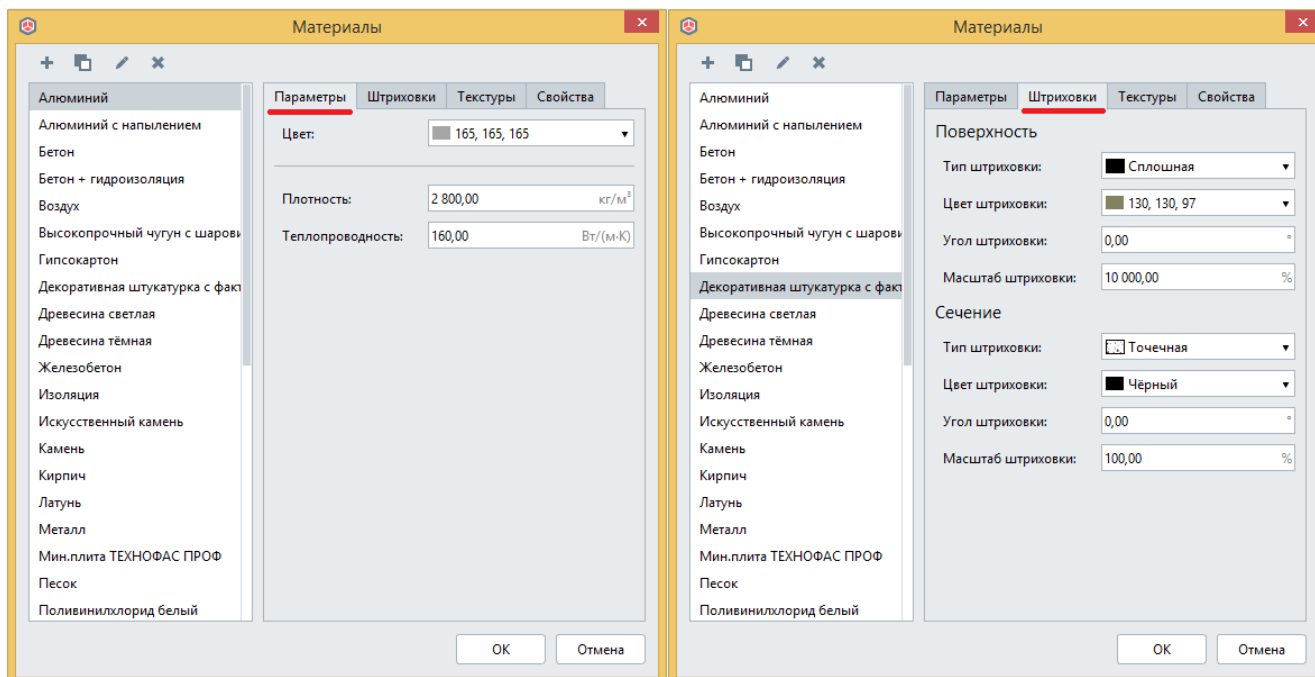 Материалы
Алюминий
Алюминий с напылением
Бетон
Бетон + гидроизоляция
Воздух
Высокопрочный чугун с шарови
Гипсокартон
Декоративная штукатурка с факт
Древесина светлая
Древесина тёмная
Железобетон
Изоляция
Искусственный камень
Камень
Кирпич
Латунь
Металл
Мин.плита ТЕХНОФАС ПРОФ
Песок
Поливинилхлорид белый
Параметры Штриховки Текстуры Свойства
Цвет: 165, 165, 165
Плотность: 2 800,00 кг/м³
Теплопроводность: 160,00 Вт/(м·К)
OK Отмена
Материалы
Алюминий
Алюминий с напылением
Бетон
Бетон + гидроизоляция
Воздух
Высокопрочный чугун с шарови
Гипсокартон
Декоративная штукатурка с факт
Древесина светлая
Древесина тёмная
Железобетон
Изоляция
Искусственный камень
Камень
Кирпич
Латунь
Металл
Мин.плита ТЕХНОФАС ПРОФ
Песок
Поливинилхлорид белый
Параметры Штриховки Текстуры Свойства
Поверхность
Тип штриховки: Сплошная
Цвет штриховки: 130, 130, 97
Угол штриховки: 0,00 °
Масштаб штриховки: 10 000,00 %
Сечение
Тип штриховки: Точечная
Цвет штриховки: Чёрный
Угол штриховки: 0,00 °
Масштаб штриховки: 100,00 %
OK Отмена